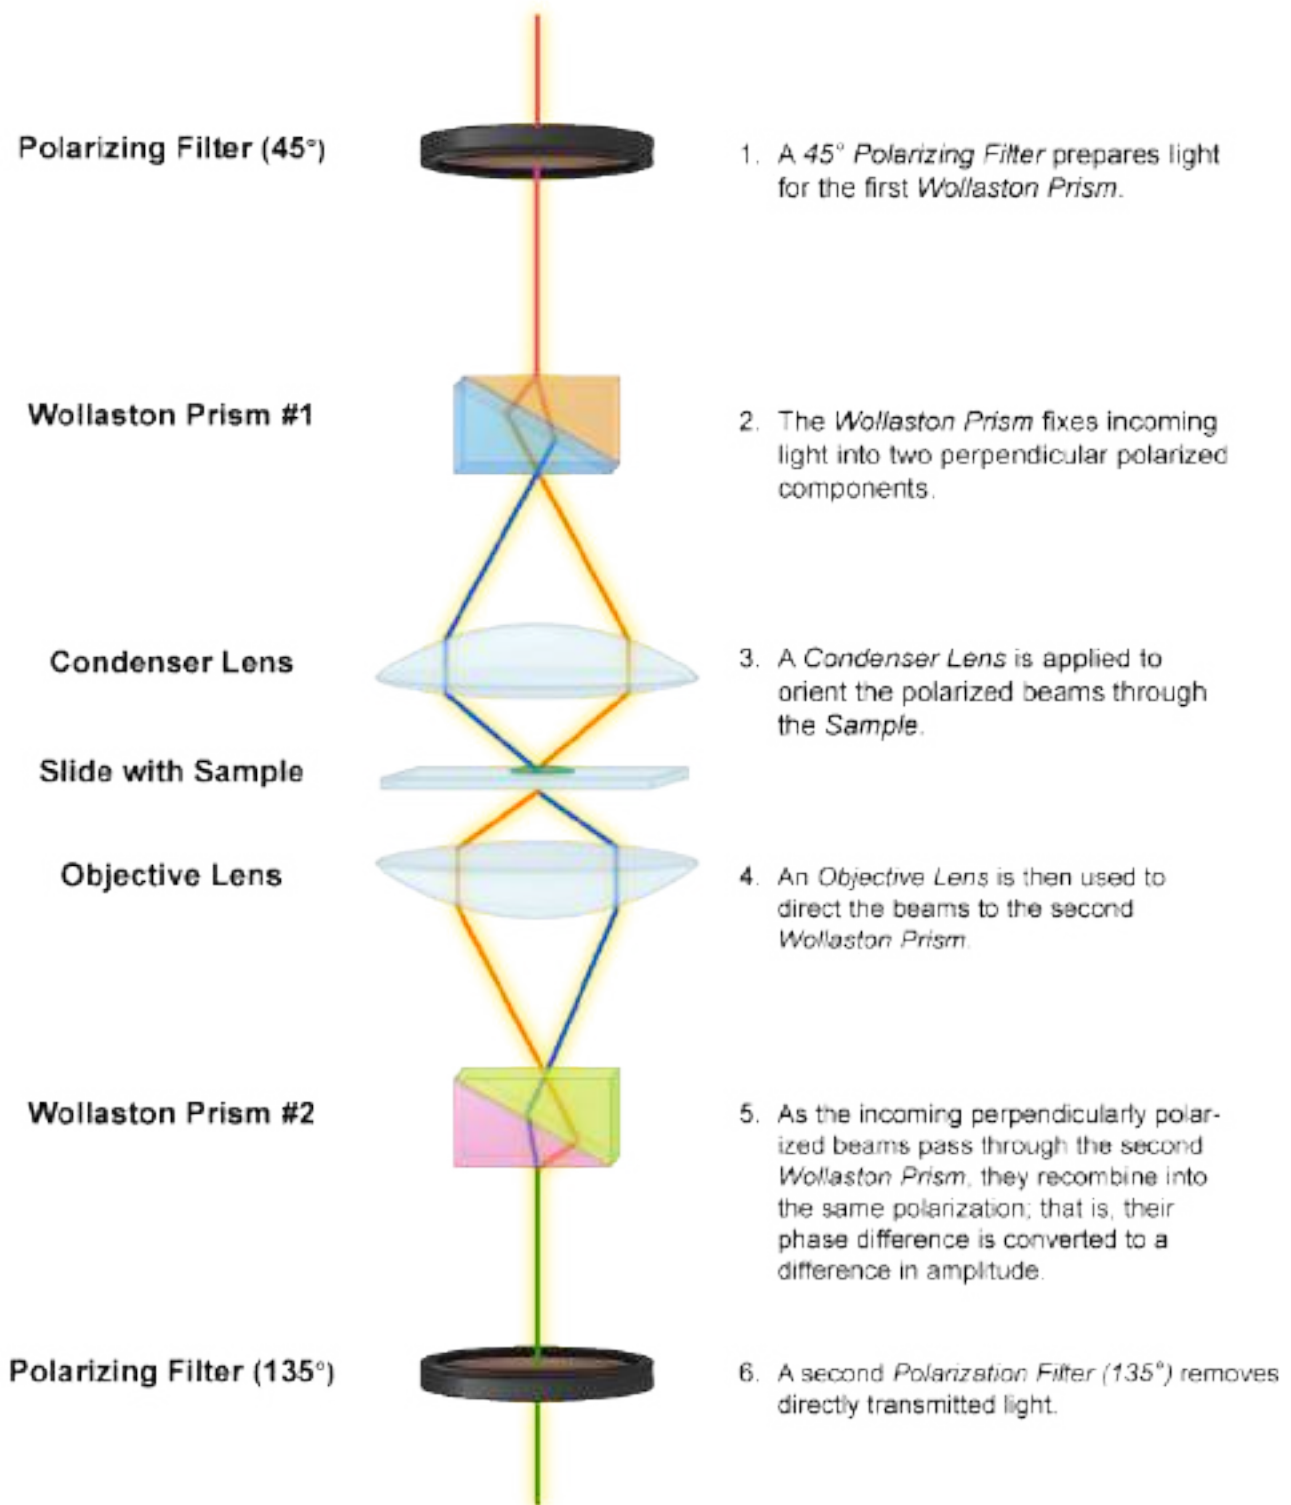 Polarizing Filter (45°)
1. A 45° Polarizing Filter prepares light
for the first Wollaston Prism.
Wollaston Prism #1
2. The Wollaston Prism fixes incoming
light into two perpendicular polarized
components.
Condenser Lens
3. A Condenser Lens is applied to
orient the polarized beams through
the Sample.
Slide with Sample
Objective Lens
4. An Objective Lens is then used to
direct the beams to the second
Wollaston Prism.
Wollaston Prism #2
5. As the incoming perpendicularly polar-
ized beams pass through the second
Wollaston Prism, they recombine into
the same polarization; that is, their
phase difference is converted to a
difference in amplitude.
Polarizing Filter (135°)
6. A second Polarization Filter (135°) removes
directly transmitted light.